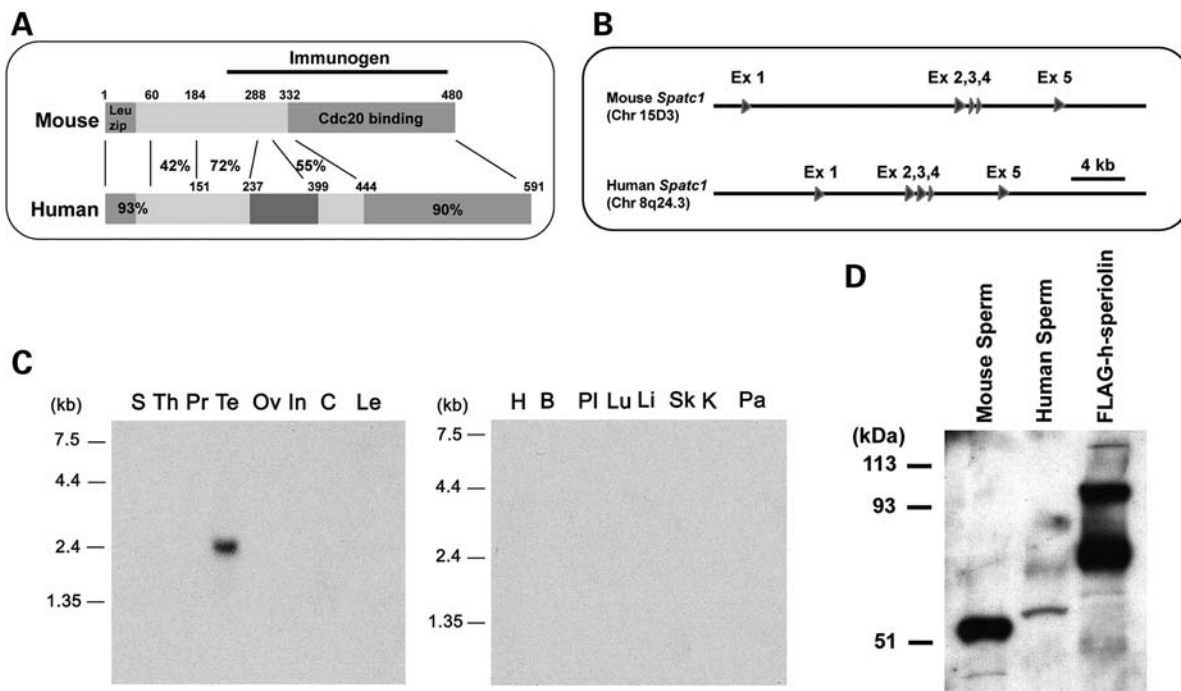 A
Immunogen
1 60 184 288 332 480
Mouse
Leu zip
Cdc20 binding
42% 72% 55%
151 237 399 444 591
Human
93%
90%
B
Ex 1 Ex 2,3,4 Ex 5
Mouse Spatc1
(Chr 15D3)
4 kb
Ex 1 Ex 2,3,4 Ex 5
Human Spatc1
(Chr 8q24.3)
C
(kb) S Th Pr Te Ov In C Le
7.5
4.4
2.4
1.35
(kb) H B Pl Lu Li Sk K Pa
7.5
4.4
2.4
1.35
D
Mouse Sperm
Human Sperm
FLAG-h-speriolin
(kDa)
113
93
51